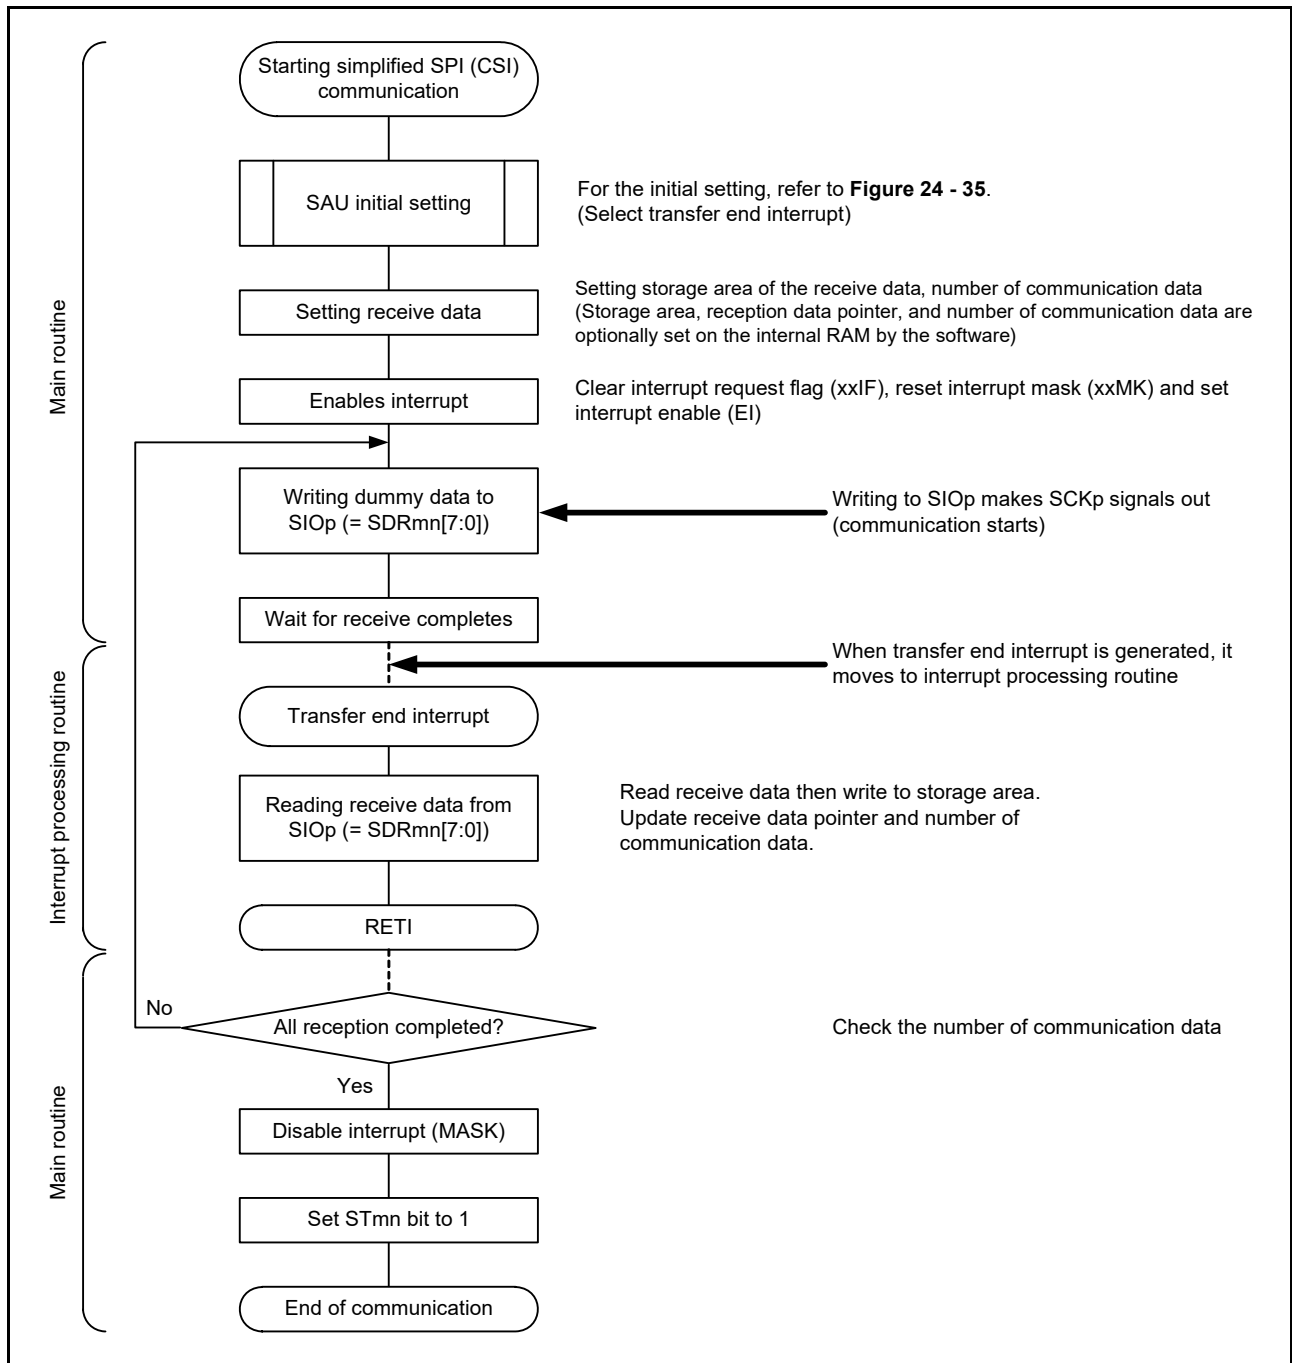 Starting simplified SPI (CSI)
communication
SAU initial setting
For the initial setting, refer to Figure 24 - 35.
(Select transfer end interrupt)
Setting receive data
Setting storage area of the receive data, number of communication data
(Storage area, reception data pointer, and number of communication data are
optionally set on the internal RAM by the software)
Main routine
Enables interrupt
Clear interrupt request flag (xxIF), reset interrupt mask (xxMK) and set
interrupt enable (EI)
Writing dummy data to
SIOp (= SDRmn[7:0])
Writing to SIOp makes SCKp signals out
(communication starts)
Wait for receive completes
When transfer end interrupt is generated, it
moves to interrupt processing routine
Transfer end interrupt
Interrupt processing routine
Reading receive data from
SIOp (= SDRmn[7:0])
Read receive data then write to storage area.
Update receive data pointer and number of
communication data.
RETI
No
All reception completed?
Check the number of communication data
Yes
Main routine
Disable interrupt (MASK)
Set STmn bit to 1
End of communication